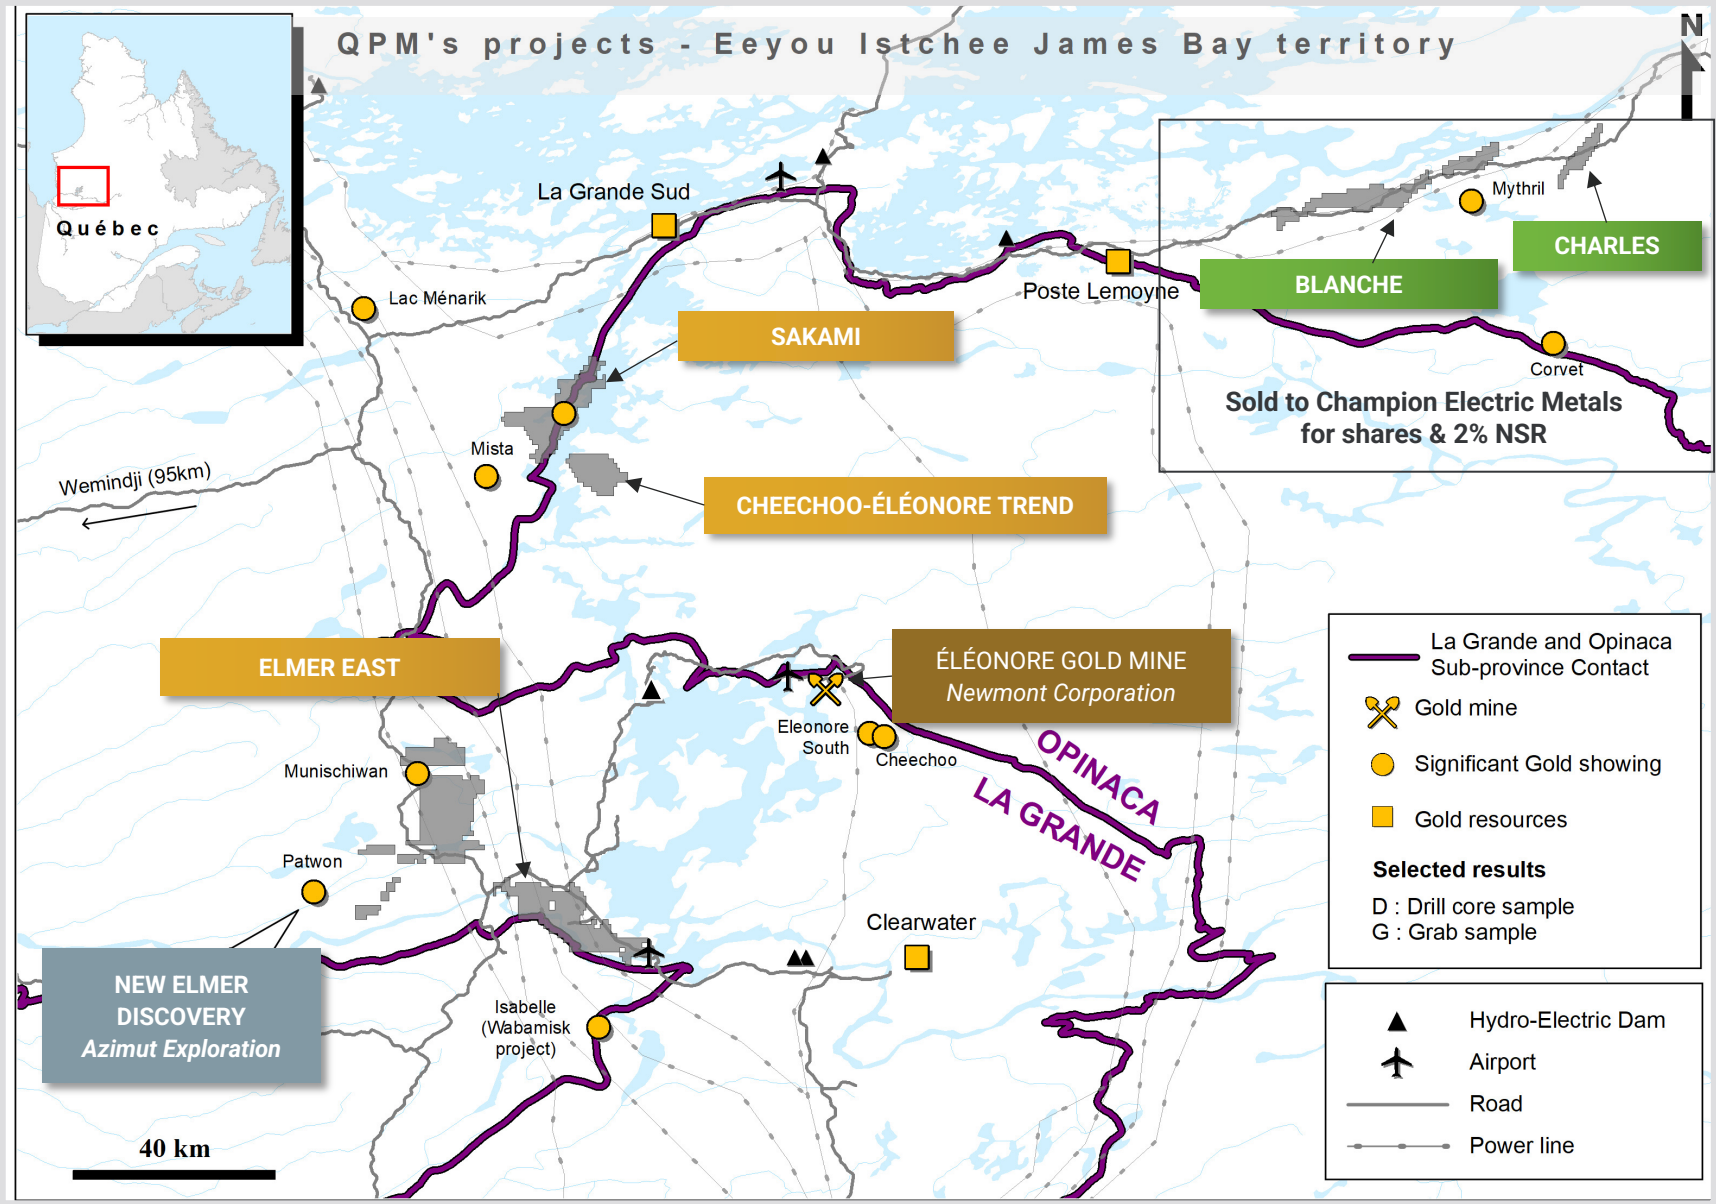 QPM's projects - Eeyou Istchee James Bay territory
N
Québec
La Grande Sud
Mythril
CHARLES
BLANCHE
Lac Ménarik
Poste Lemoyne
SAKAMI
Corvet
Sold to Champion Electric Metals
for shares & 2% NSR
Mista
Wemindji (95km)
CHEECHOO-ÉLÉONORE TREND
ELMER EAST
ÉLÉONORE GOLD MINE
Newmont Corporation
Eleonore
South
Cheechoo
OPINACA
LA GRANDE
Munischiwan
Patwon
Clearwater
NEW ELMER
DISCOVERY
Azimut Exploration
Isabelle
(Wabamisk
project)
40 km
La Grande and Opinaca
Sub-province Contact
Gold mine
Significant Gold showing
Gold resources
Selected results
D : Drill core sample
G : Grab sample
Hydro-Electric Dam
Airport
Road
Power line